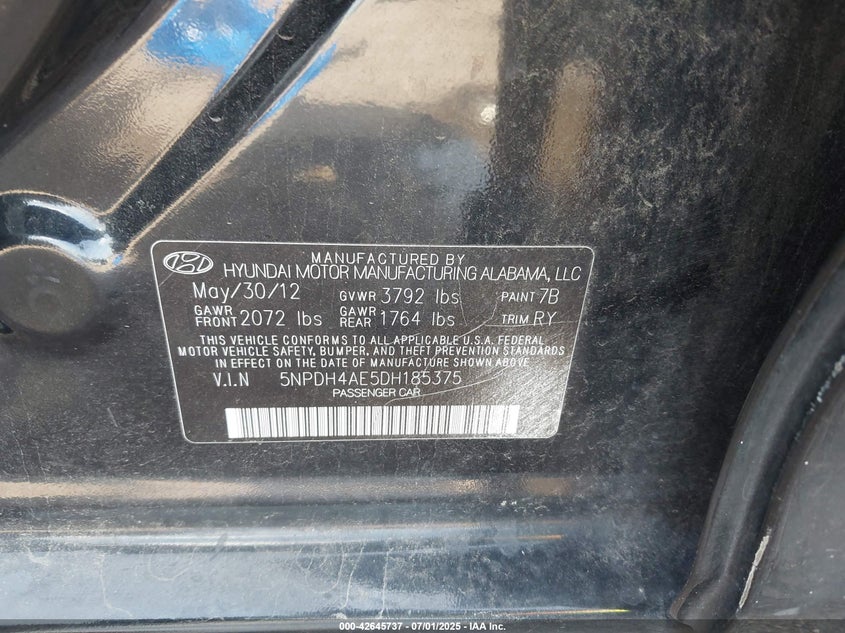 MANUFACTURED BY
HYUNDAI MOTOR MANUFACTURING ALABAMA, LLC
May/30/12 GVWR 3792 lbs PAINT 7B
GAWR FRONT 2072 lbs GAWR REAR 1764 lbs TRIM RY
THIS VEHICLE CONFORMS TO ALL APPLICABLE U.S.A. FEDERAL
MOTOR VEHICLE SAFETY, BUMPER, AND THEFT PREVENTION STANDARDS
IN EFFECT ON THE DATE OF MANUFACTURE SHOWN ABOVE
V.I.N 5NPDH4AE5DH185375
PASSENGER CAR
000-42645737 - 07/01/2025 - IAA Inc.